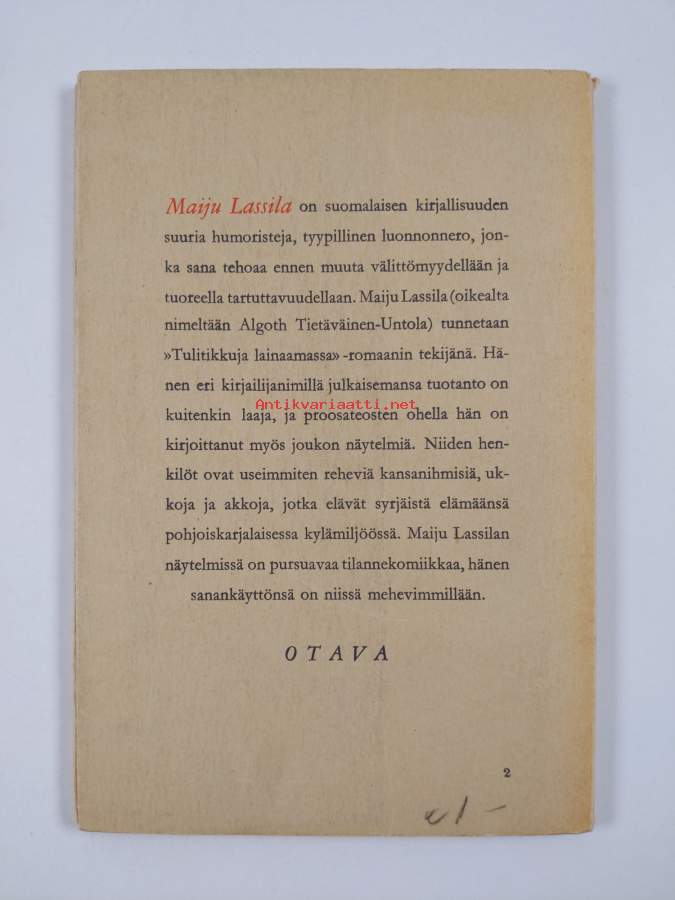 Maiju Lassila on suomalaisen kirjallisuuden
suuria humoristeja, tyypillinen luonnonnero, jon-
ka sana tehoaa ennen muuta välittömyydellään ja
tuoreella tartuttavuudellaan. Maiju Lassila (oikealta
nimeltään Algoth Tietäväinen-Untola) tunnetaan
»Tulitikkuja lainaamassa» -romaanin tekijänä. Hä-
nen eri kirjailijanimillä julkaisemansa tuotanto on
Antikvariaatti.net
kuitenkin laaja, ja proosateosten ohella hän on
kirjoittanut myös joukon näytelmiä. Niiden hen-
kilöt ovat useimmiten reheviä kansanihmisiä, uk-
koja ja akkoja, jotka elävät syrjäistä elämäänsä
pohjoiskarjalaisessa kylämiljöössä. Maiju Lassilan
näytelmissä on pursuavaa tilannekomiikkaa, hänen
sanankäyttönsä on niissä mehevimmillään.
OTAVA
2